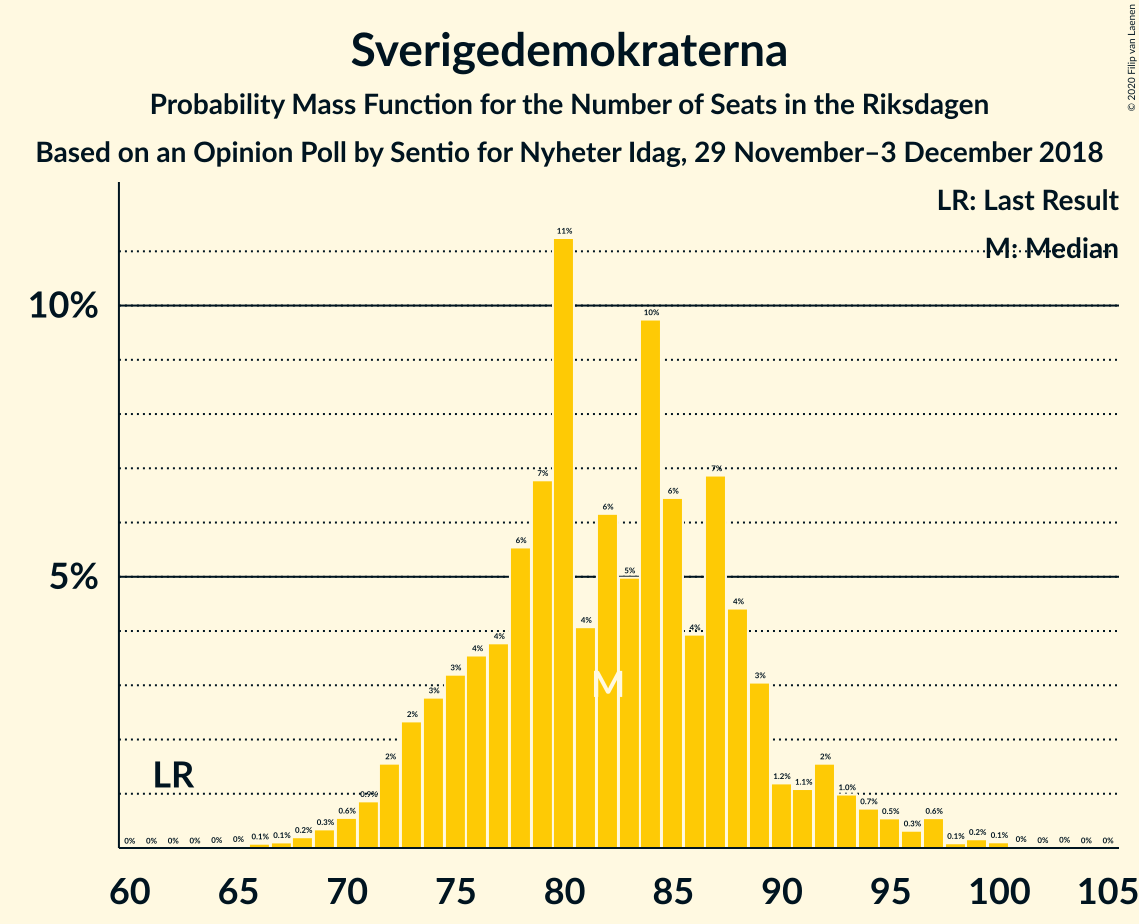 Sverigedemokraterna
Probability Mass Function for the Number of Seats in the Riksdagen
Based on an Opinion Poll by Sentio for Nyheter Idag, 29 November–3 December 2018
© 2020 Filip van Laenen
LR: Last Result
M: Median
10%
5%
LR
M
0% 0% 0% 0% 0% 0% 0.1% 0.1% 0.2% 0.3% 0.6% 0.9% 2% 2% 3% 3% 4% 4% 6% 7% 11% 4% 6% 5% 10% 6% 4% 7% 4% 3% 1.2% 1.1% 2% 1.0% 0.7% 0.5% 0.3% 0.6% 0.1% 0.2% 0.1% 0% 0% 0% 0% 0%
60 65 70 75 80 85 90 95 100 105